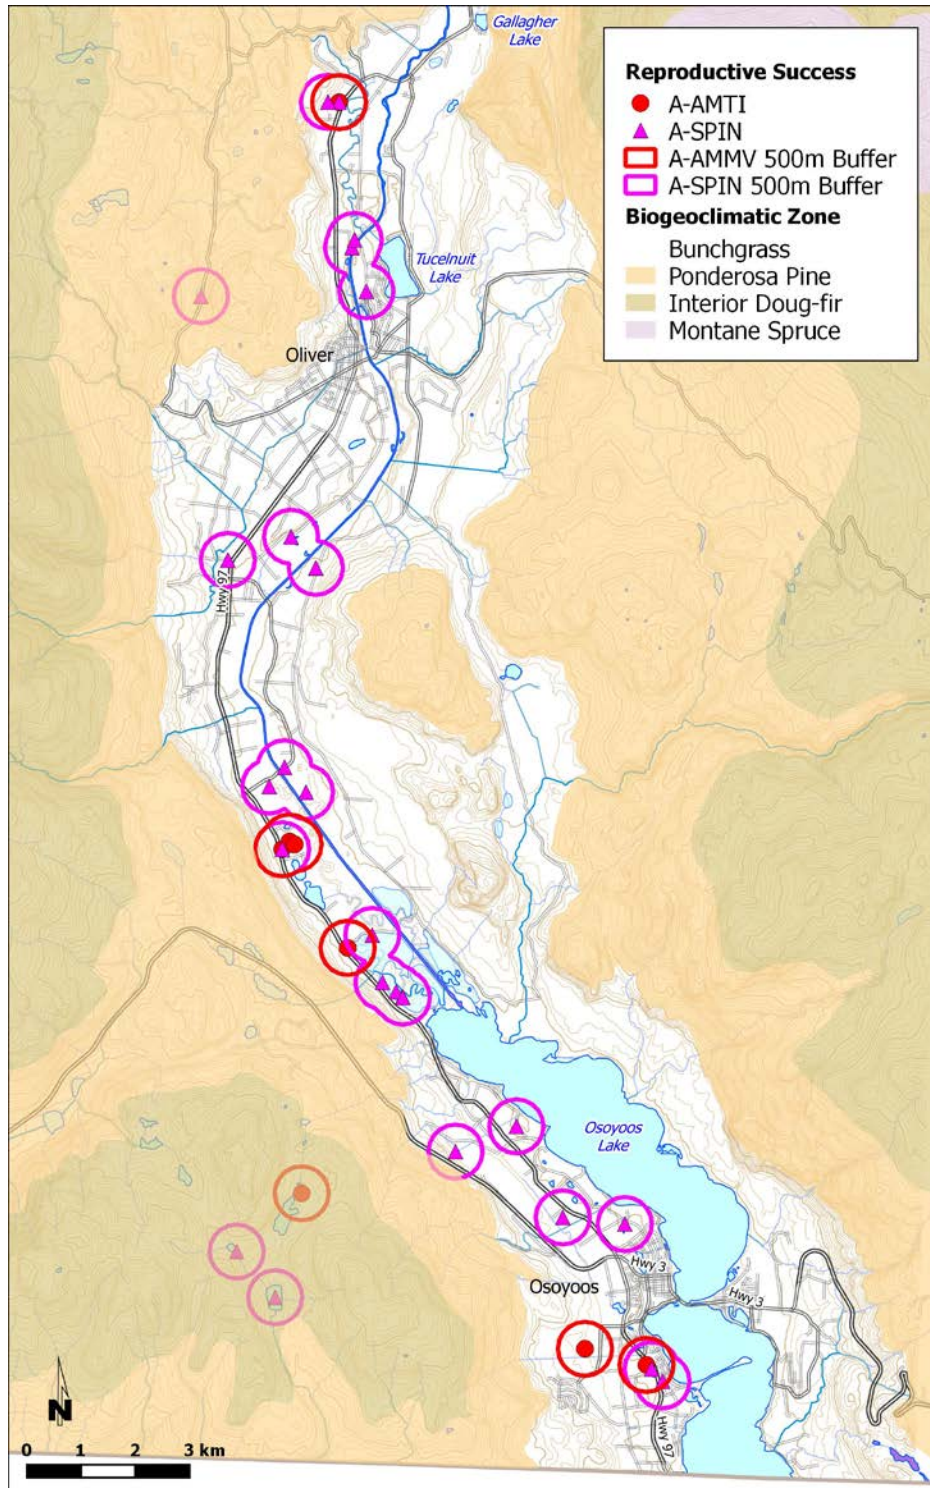 Gallagher
Lake
Reproductive Success
A-AMTI
A-SPIN
A-AMMV 500m Buffer
A-SPIN 500m Buffer
Biogeoclimatic Zone
Bunchgrass
Ponderosa Pine
Interior Doug-fir
Montane Spruce
Tucelnuit
Lake
Oliver
Hwy 97
Osoyoos
Lake
Hwy 3
Osoyoos
Hwy 3
N
Hwy 97
0 1 2 3 km